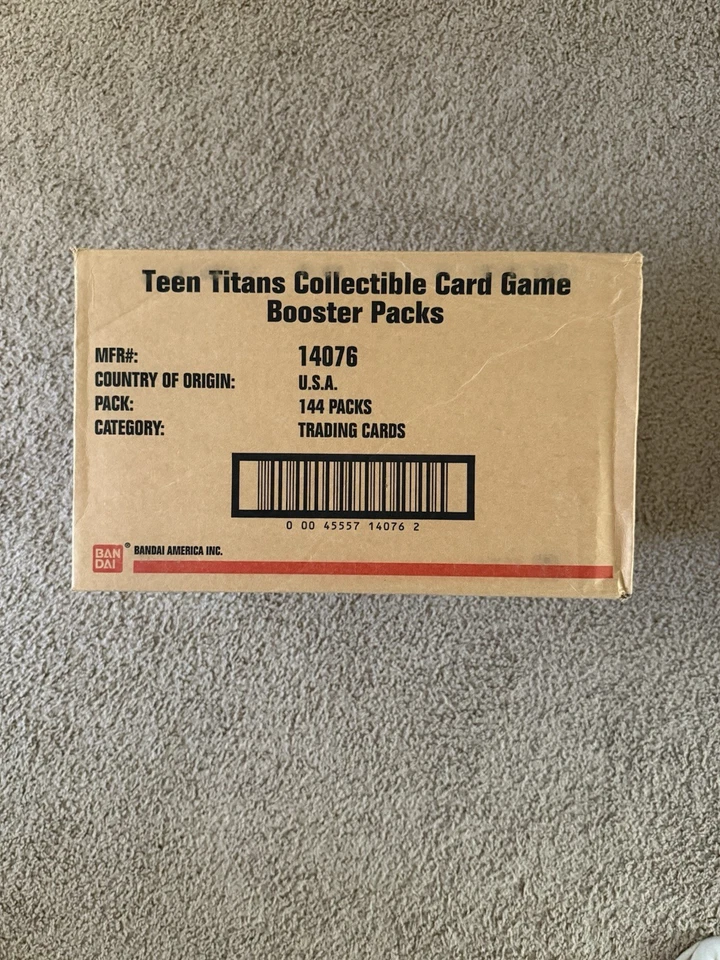 Teen Titans Collectible Card Game
Booster Packs
MFR#: 14076
COUNTRY OF ORIGIN: U.S.A.
PACK: 144 PACKS
CATEGORY: TRADING CARDS
0 00 45557 14076 2
BAN
DAI
® BANDAI AMERICA INC.